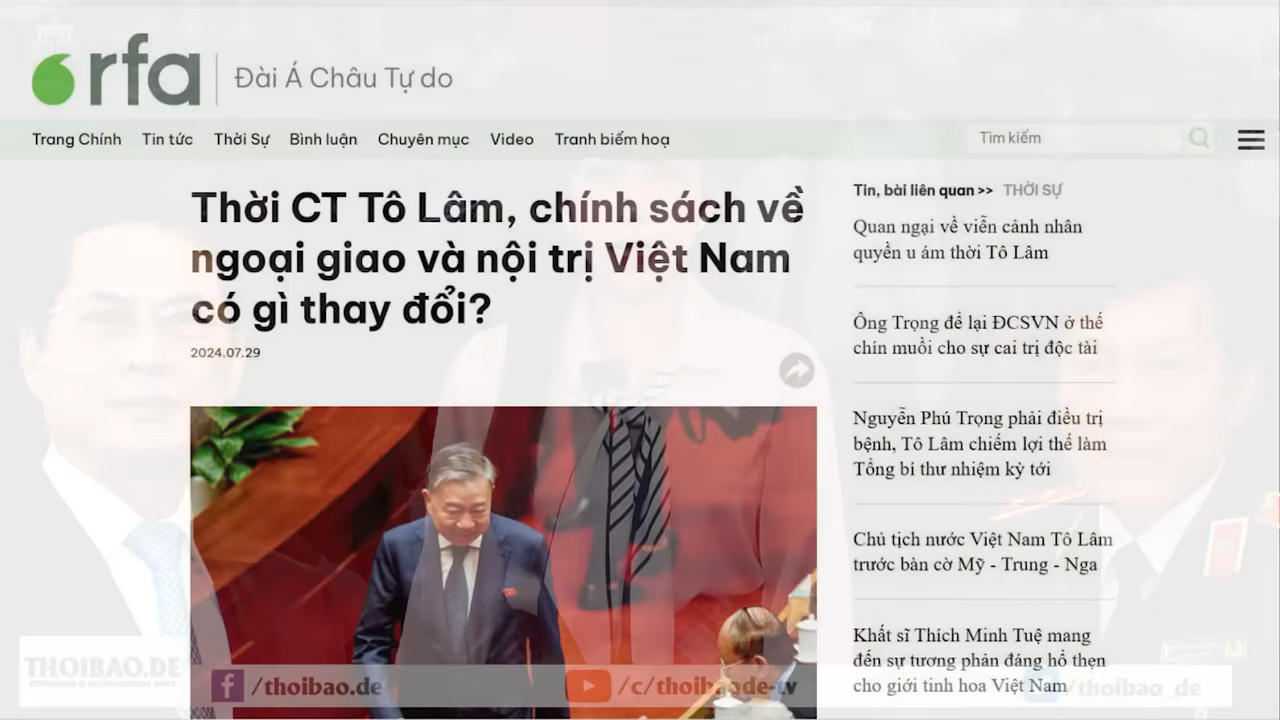 rfa Đài Á Châu Tự do
Trang Chính Tin tức Thời Sự Bình luận Chuyên mục Video Tranh biếm hoạ Tìm kiếm
Thời CT Tô Lâm, chính sách về
ngoại giao và nội trị Việt Nam
có gì thay đổi?
2024.07.29
Tin, bài liên quan >> THỜI SỰ
Quan ngại về viễn cảnh nhân
quyền u ám thời Tô Lâm
Ông Trọng để lại ĐCSVN ở thế
chín muồi cho sự cai trị độc tài
Nguyễn Phú Trọng phải điều trị
bệnh, Tô Lâm chiếm lợi thế làm
Tổng bí thư nhiệm kỳ tới
Chủ tịch nước Việt Nam Tô Lâm
trước bàn cờ Mỹ - Trung - Nga
Khất sĩ Thích Minh Tuệ mang
đến sự tương phản đáng hổ thẹn
cho giới tinh hoa Việt Nam
THOIBAO.DE
/thoibao.de /c/thoibaode-tv /thoibao_de